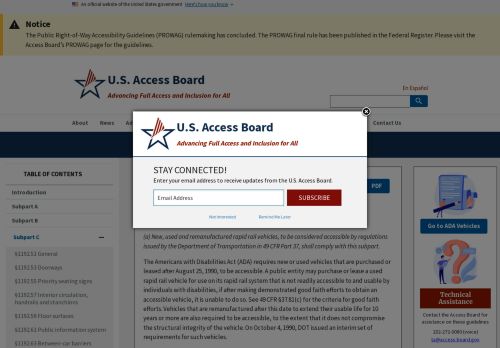 An official website of the United States government Here's how you know
Notice
The Public Right-of-Way Accessibility Guidelines (PROWAG) rulemaking has concluded. The PROWAG final rule has been published in the Federal Register. Please visit the
Access Board's PROWAG page for the guidelines.
U.S. Access Board
Advancing Full Access and Inclusion for All
En Español
About
News
Contact Us
U.S. Access Board
Advancing Full Access and Inclusion for All
STAY CONNECTED!
Enter your email address to receive updates from the U.S. Access Board.
Email Address
SUBSCRIBE
Not Interested
Remind Me Later
TABLE OF CONTENTS
Introduction
Subpart A
Subpart B
Subpart C
§1192.51 General
§1192.53 Doorways
§1192.55 Priority seating signs
§1192.57 Interior circulation,
handrails and stanchions
§1192.59 Floor surfaces
§1192.61 Public information system
§1192.63 Between-car barriers
PDF
(a) New, used and remanufactured rapid rail vehicles, to be considered accessible by regulations
issued by the Department of Transportation in 49 CFR Part 37, shall comply with this subpart.
The Americans with Disabilities Act (ADA) requires new or used vehicles that are purchased or
leased after August 25, 1990, to be accessible. A public entity may purchase or lease a used
rapid rail vehicle for use on its rapid rail system that is not readily accessible to and usable by
individuals with disabilities, if after making demonstrated good faith efforts to obtain an
accessible vehicle, it is unable to do so. See 49 CFR §37.81(c) for the criteria for good faith
efforts. Vehicles that are remanufactured after this date to extend their useful life for 10
years or more are also required to be accessible, to the extent that it does not compromise
the structural integrity of the vehicle. On October 4, 1990, DOT issued an interim set of
requirements for such vehicles.
Go to ADA Vehicles
Technical
Assistance
Contact the Access Board for
assistance on these guidelines
202-272-0080 (voice)
ta@access-board.gov